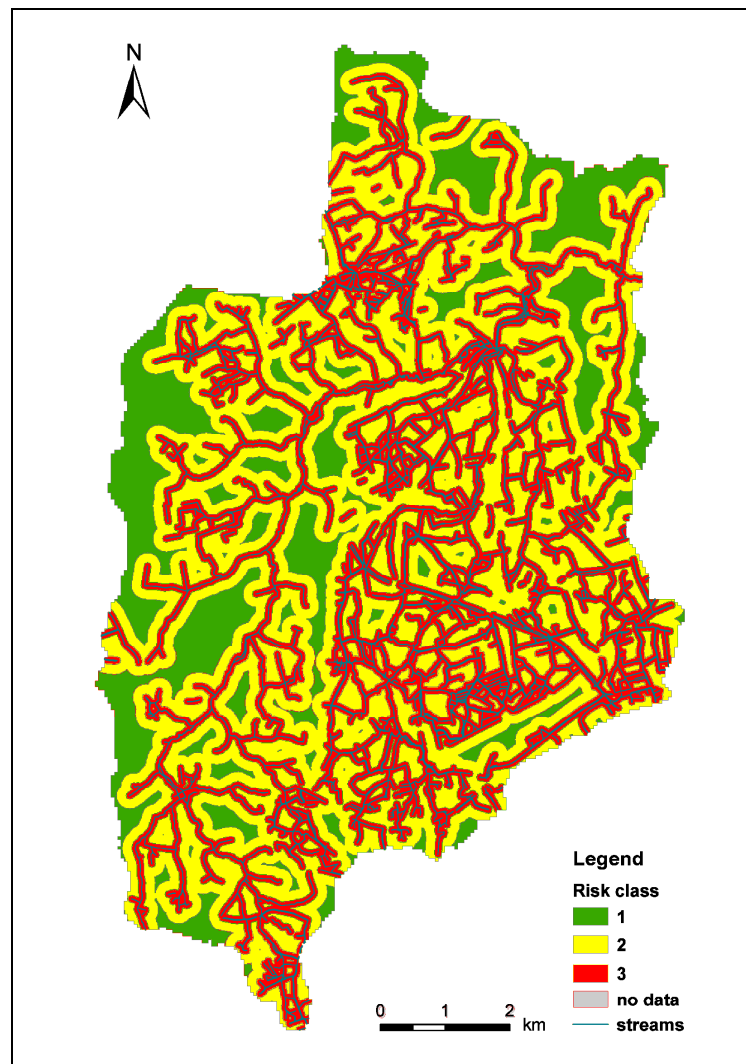 N
Legend
Risk class
1
2
3
no data
streams
0 1 2
km